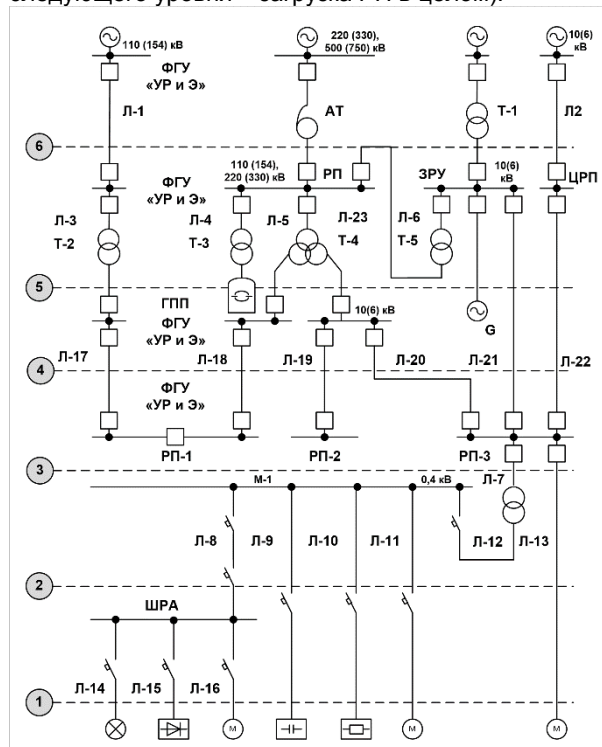 следующего уровня – загрузка РП в целом).
110 (154) кВ
220 (330),
500 (750) кВ
10(6)
кВ
ФГУ
«УР и Э»
Л-1
АТ
Т-1
Л2
6
110 (154),
220 (330) кВ
РП
ЗРУ
10(6)
кВ
ЦРП
ФГУ
«УР и Э»
Л-3
Т-2
Л-4
Т-3
Л-5
Л-23
Т-4
Л-6
Т-5
5
ГПП
ФГУ
«УР и Э»
10(6) кВ
G
Л-17
Л-18
Л-19
Л-20
Л-21
Л-22
4
ФГУ
«УР и Э»
РП-1
РП-2
РП-3
3
М-1
0,4 кВ
Л-7
Л-8
Л-9
Л-10
Л-11
Л-12
Л-13
2
ШРА
Л-14
Л-15
Л-16
1
М
М
М